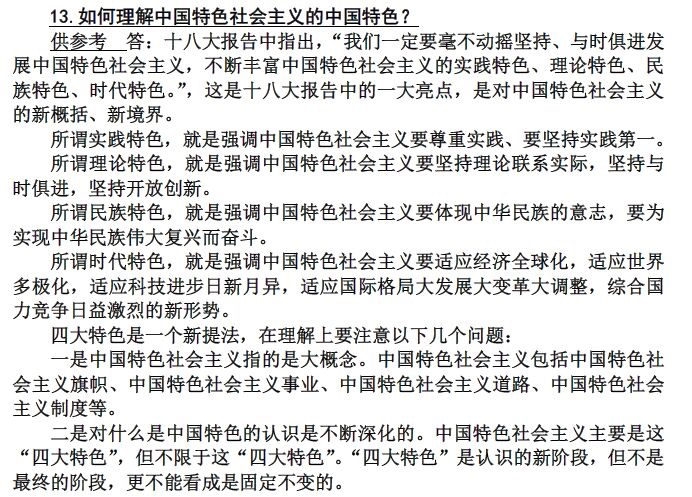 13.如何理解中国特色社会主义的中国特色？
供参考 答：十八大报告中指出，“我们一定要毫不动摇坚持、与时俱进发
展中国特色社会主义，不断丰富中国特色社会主义的实践特色、理论特色、民
族特色、时代特色。”，这是十八大报告中的一大亮点，是对中国特色社会主义
的新概括、新境界。
所谓实践特色，就是强调中国特色社会主义要尊重实践、要坚持实践第一。
所谓理论特色，就是强调中国特色社会主义要坚持理论联系实际，坚持与
时俱进，坚持开放创新。
所谓民族特色，就是强调中国特色社会主义要体现中华民族的意志，要为
实现中华民族伟大复兴而奋斗。
所谓时代特色，就是强调中国特色社会主义要适应经济全球化，适应世界
多极化，适应科技进步日新月异，适应国际格局大发展大变革大调整，综合国
力竞争日益激烈的新形势。
四大特色是一个新提法，在理解上要注意以下几个问题：
一是中国特色社会主义指的是大概念。中国特色社会主义包括中国特色社
会主义旗帜、中国特色社会主义事业、中国特色社会主义道路、中国特色社会
主义制度等。
二是对什么是中国特色的认识是不断深化的。中国特色社会主义主要是这
“四大特色”，但不限于这“四大特色”。“四大特色”是认识的新阶段，但不是
最终的阶段，更不能看成是固定不变的。